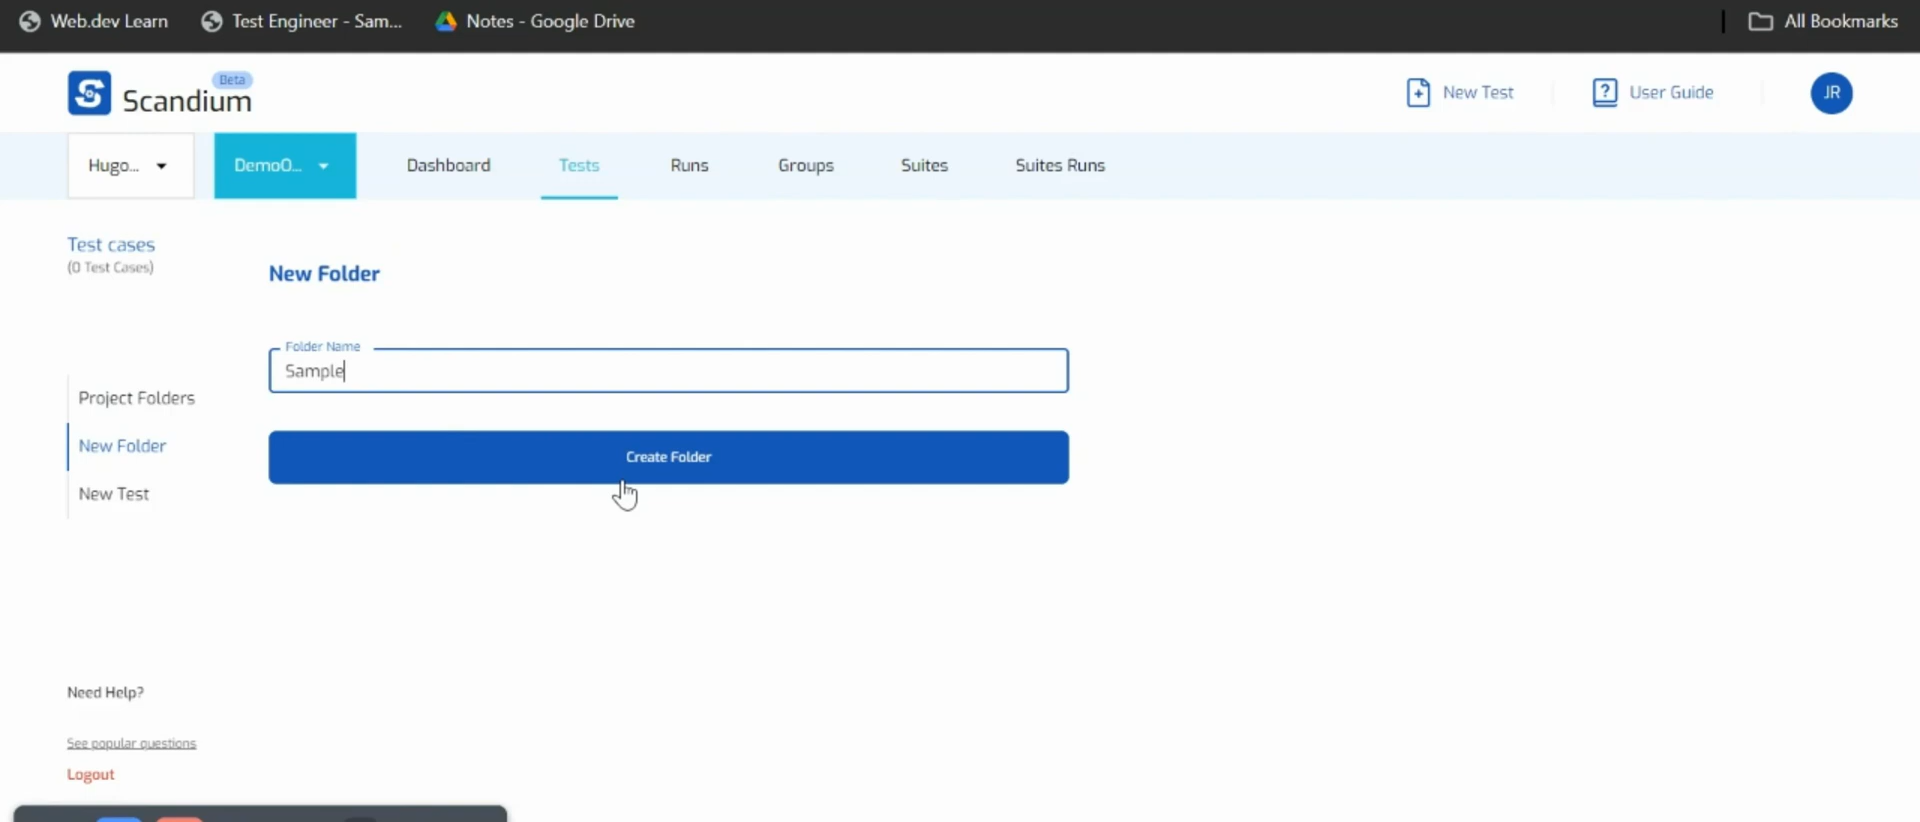 Web.dev Learn
Test Engineer - Sam...
Notes - Google Drive
All Bookmarks
Scandium
Beta
New Test
User Guide
JR
Hugo...
DemoO...
Dashboard
Tests
Runs
Groups
Suites
Suites Runs
Test cases
(0 Test Cases)
New Folder
Folder Name
Sample
Create Folder
Project Folders
New Folder
New Test
Need Help?
See popular questions
Logout